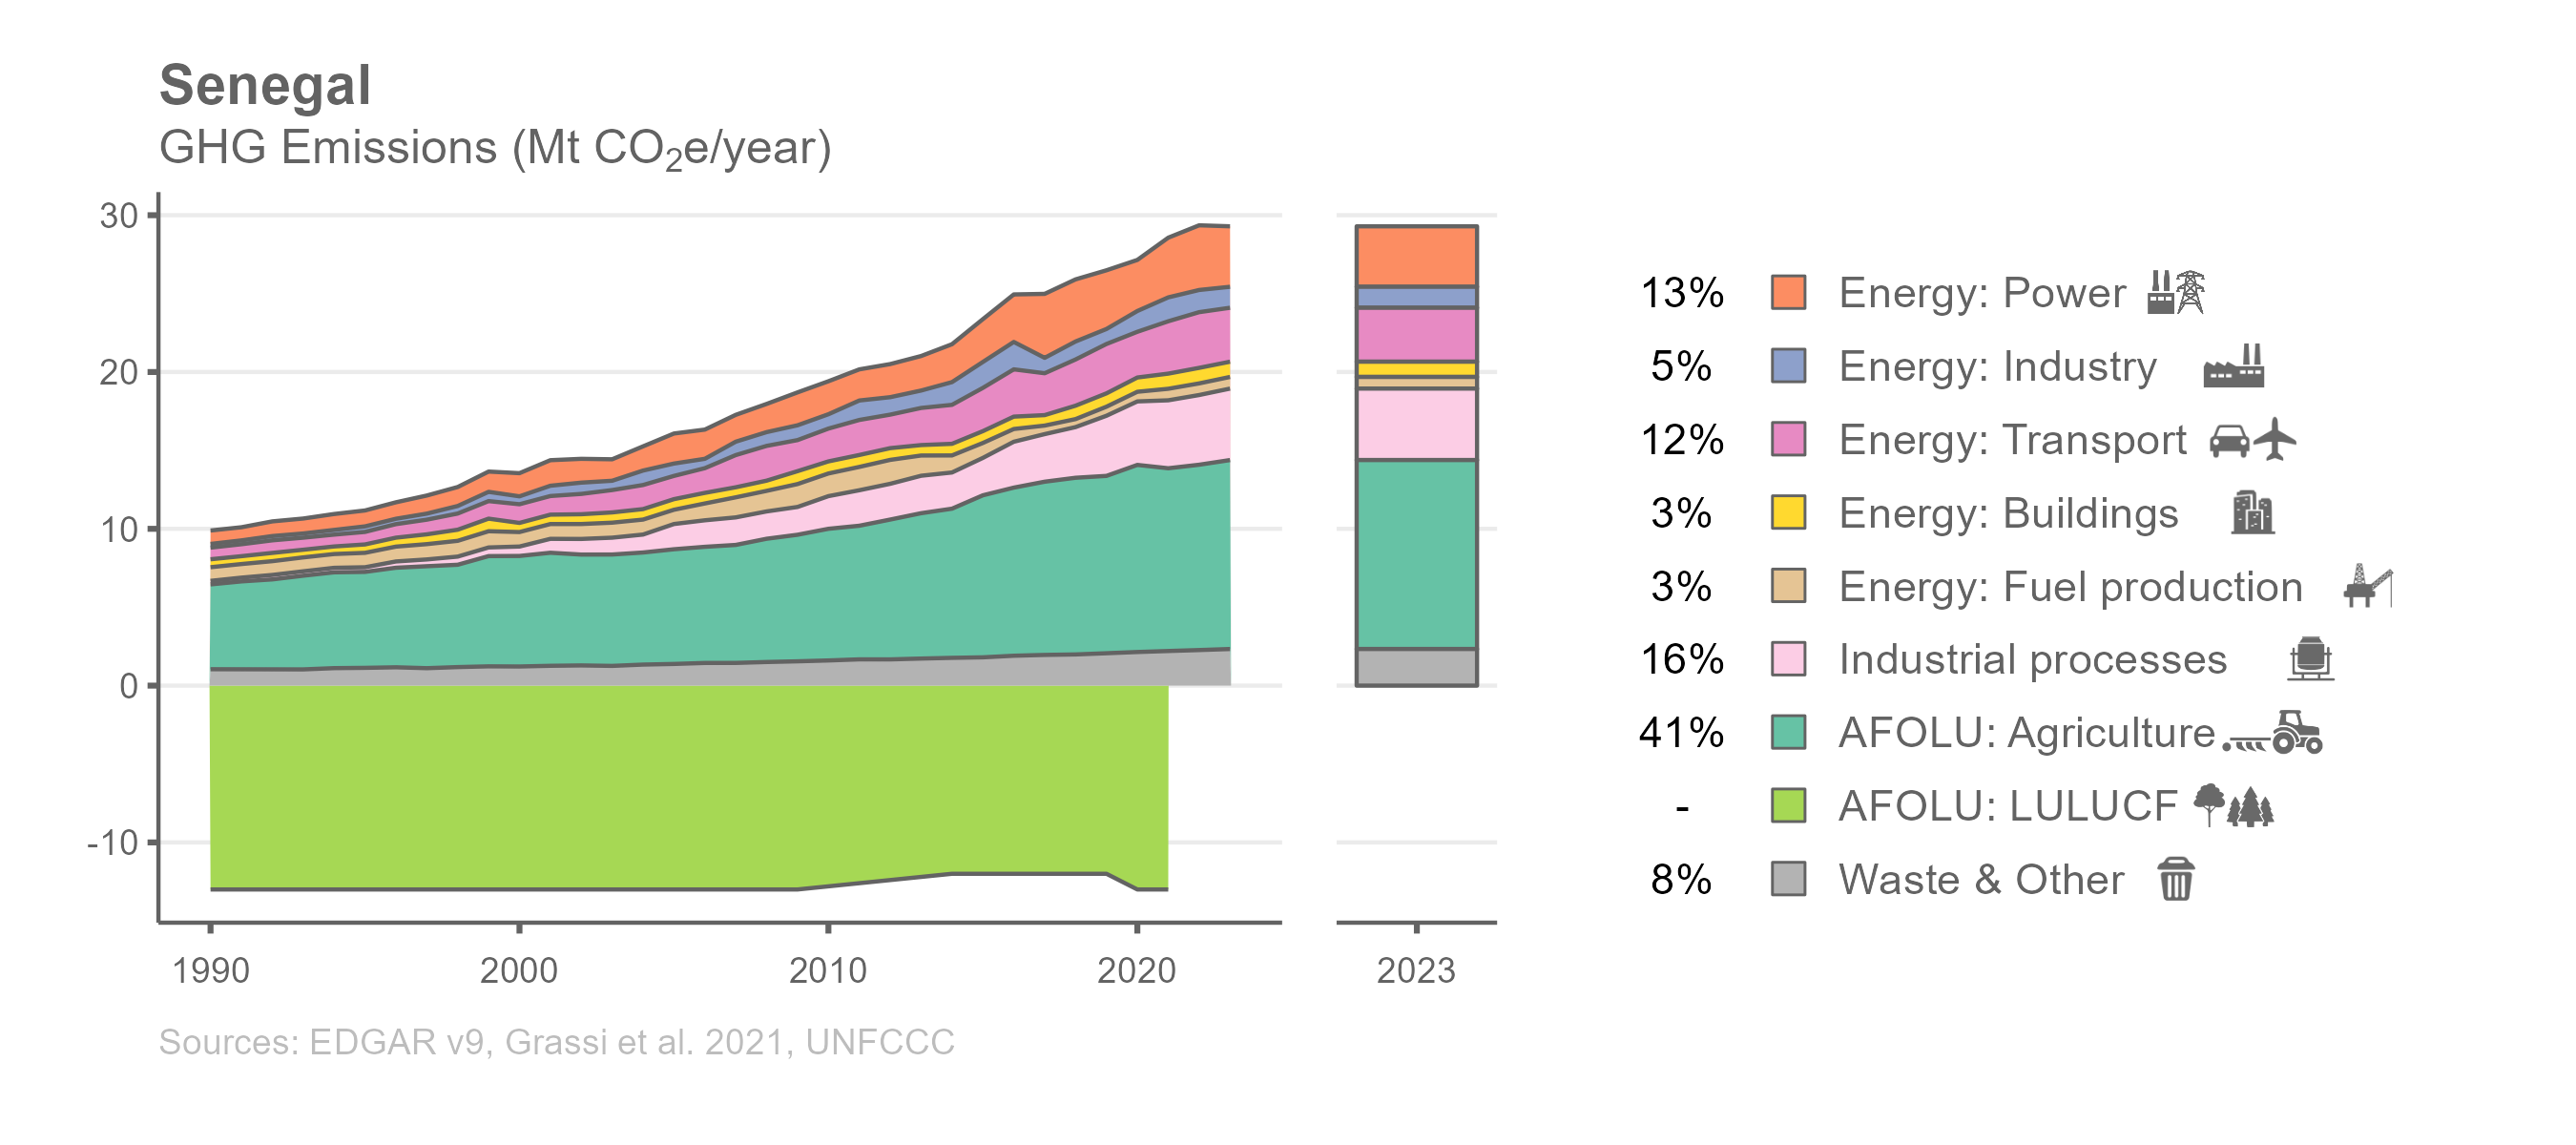 Senegal
GHG Emissions (Mt CO₂e/year)
30
20
10
0
-10
1990 2000 2010 2020 2023
13% Energy: Power
5% Energy: Industry
12% Energy: Transport
3% Energy: Buildings
3% Energy: Fuel production
16% Industrial processes
41% AFOLU: Agriculture
- AFOLU: LULUCF
8% Waste & Other
Sources: EDGAR v9, Grassi et al. 2021, UNFCCC